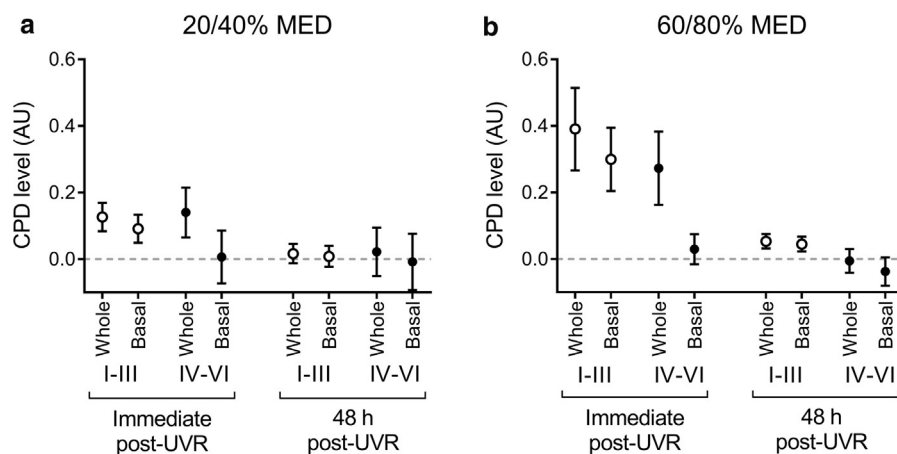 a
20/40% MED
CPD level (AU)
0.6
0.4
0.2
0.0
Whole
Basal
Whole
Basal
Whole
Basal
Whole
Basal
I-III
IV-VI
I-III
IV-VI
Immediate
post-UVR
48 h
post-UVR
b
60/80% MED
CPD level (AU)
0.6
0.4
0.2
0.0
Whole
Basal
Whole
Basal
Whole
Basal
Whole
Basal
I-III
IV-VI
I-III
IV-VI
Immediate
post-UVR
48 h
post-UVR